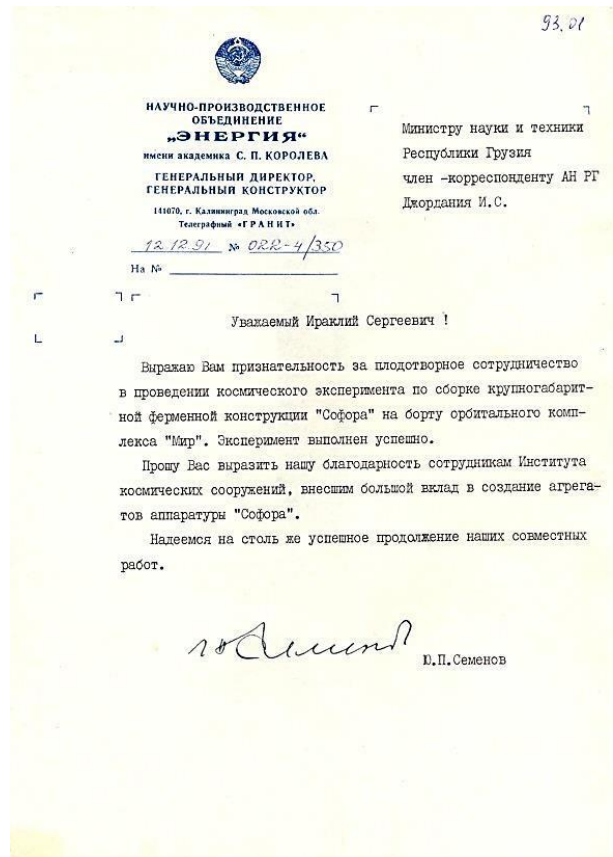 93.01
НАУЧНО-ПРОИЗВОДСТВЕННОЕ
ОБЪЕДИНЕНИЕ
„ЭНЕРГИЯ“
имени академика С. П. КОРОЛЕВА
ГЕНЕРАЛЬНЫЙ ДИРЕКТОР,
ГЕНЕРАЛЬНЫЙ КОНСТРУКТОР
141070, г. Калининград Московской обл.
Телеграфный «ГРАНИТ»
12.12.91 № 022-4/350
На №
Министру науки и техники
Республики Грузия
член -корреспонденту АН РГ
Джордания И.С.
Уважаемый Ираклий Сергеевич !
Выражаю Вам признательность за плодотворное сотрудничество
в проведении космического эксперимента по сборке крупногабарит-
ной ферменной конструкции "Софора" на борту орбитального комп-
лекса "Мир". Эксперимент выполнен успешно.
Прошу Вас выразить нашу благодарность сотрудникам Института
космических сооружений, внесшим большой вклад в создание агрега-
тов аппаратуры "Софора".
Надеемся на столь же успешное продолжение наших совместных
работ.
Ю.П.Семенов